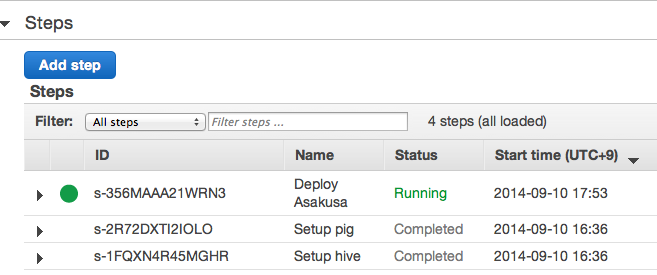 Steps
Add step
Steps
Filter: All steps Filter steps ... 4 steps (all loaded)
ID Name Status Start time (UTC+9)
s-356MAAA21WRN3 Deploy Asakusa Running 2014-09-10 17:53
s-2R72DXTI2IOLO Setup pig Completed 2014-09-10 16:36
s-1FQXN4R45MGHR Setup hive Completed 2014-09-10 16:36